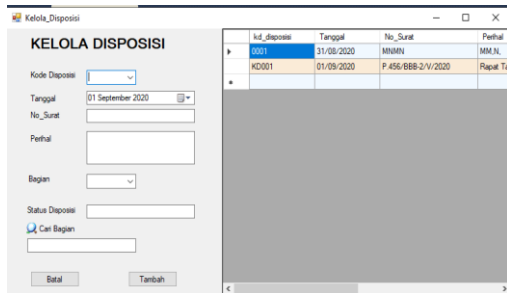 Kelola_Disposisi
KELOLA DISPOSISI
Kode Disposisi
Tanggal 01 September 2020
No_Surat
Perihal
Bagian
Status Disposisi
Cari Bagian
Batal Tambah
kd_disposisi Tanggal No_Surat Perihal
0001 31/08/2020 MNMN MM,N,
KD001 01/09/2020 P.456/BBB-2/V/2020 Rapat Ta